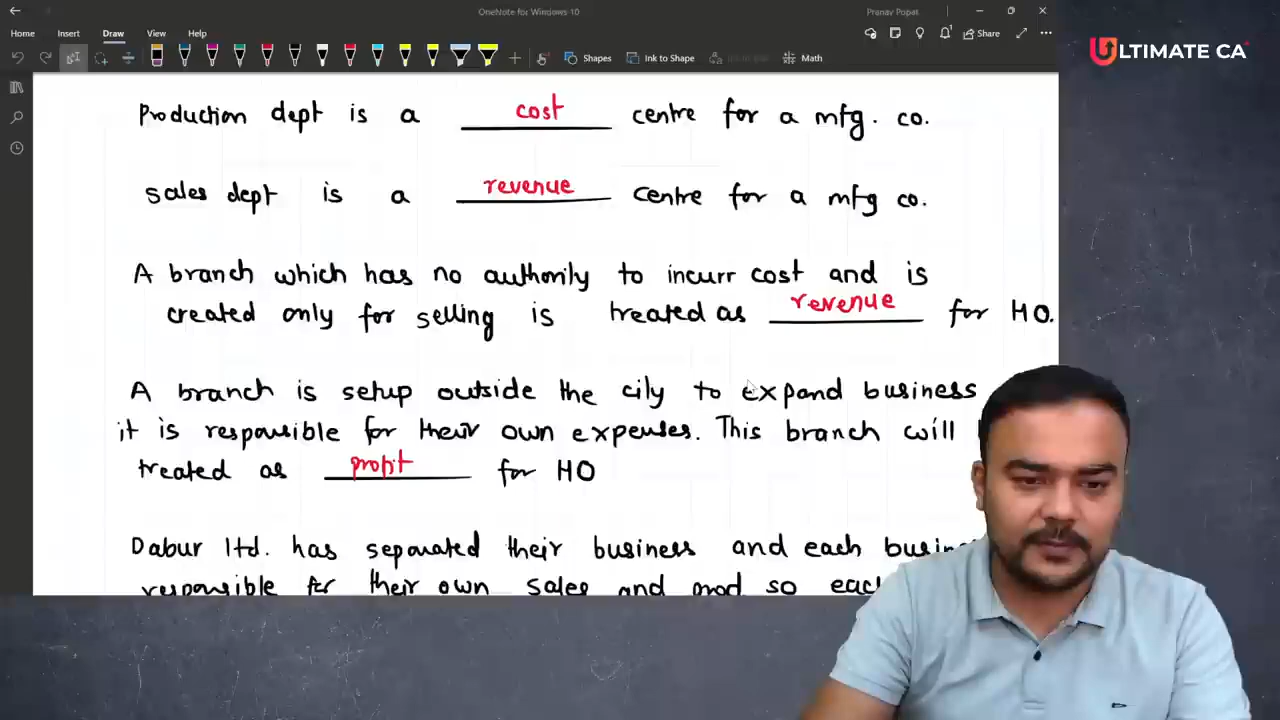 OneNote for Windows 10
Pranav Popat
Home Insert Draw View Help
Share
Shapes Ink to Shape Math
ULTIMATE CA
Production dept is a cost centre for a mfg. co.
sales dept is a revenue centre for a mfg co.
A branch which has no authority to incurr cost and is
created only for selling is treated as revenue for HO.
A branch is setup outside the city to expand business
it is responsible for their own expenses. This branch will
treated as profit for HO
Dabur ltd. has separated their business and each
responsible for their own sales and so each